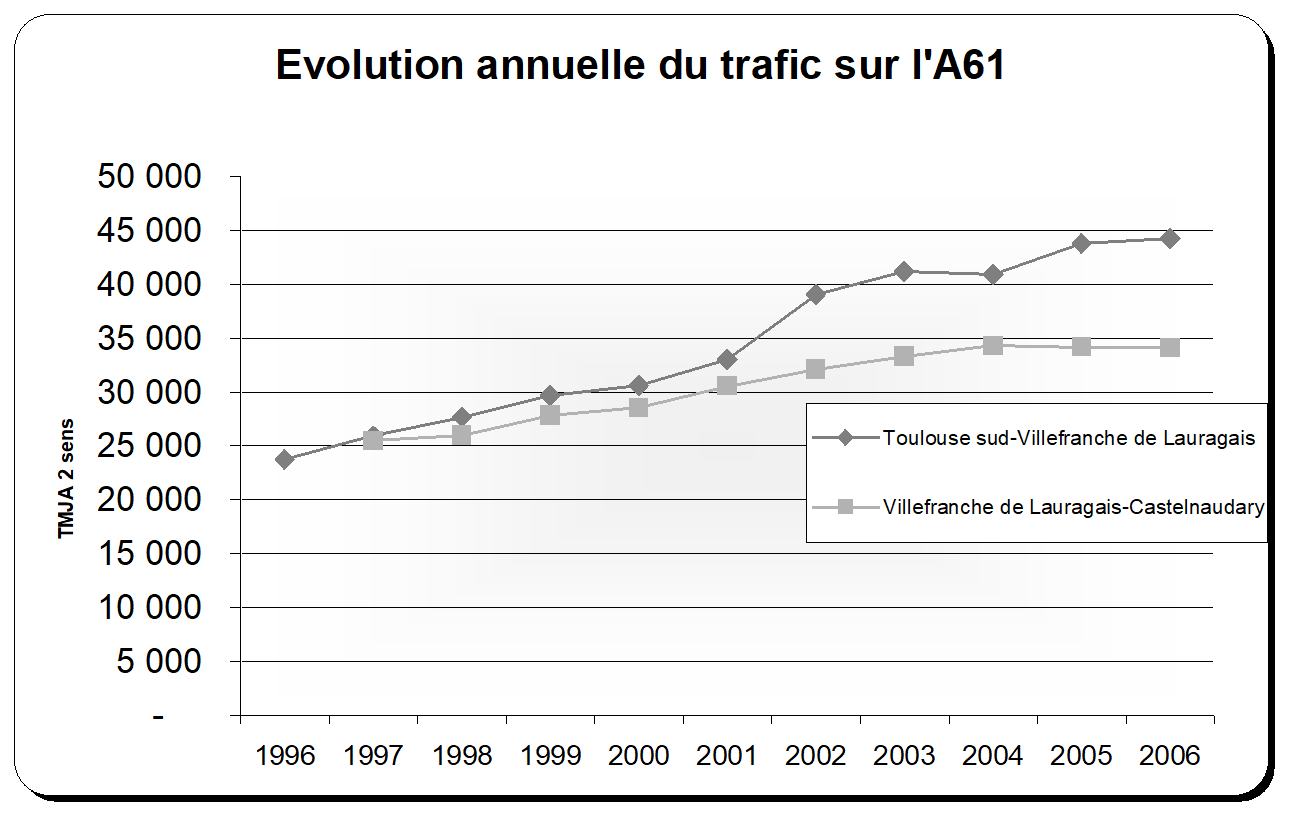 Evolution annuelle du trafic sur l'A61
50 000
45 000
40 000
35 000
30 000
25 000
20 000
15 000
10 000
5 000
-
TMJA 2 sens
Toulouse sud-Villefranche de Lauragais
Villefranche de Lauragais-Castelnaudary
1996 1997 1998 1999 2000 2001 2002 2003 2004 2005 2006